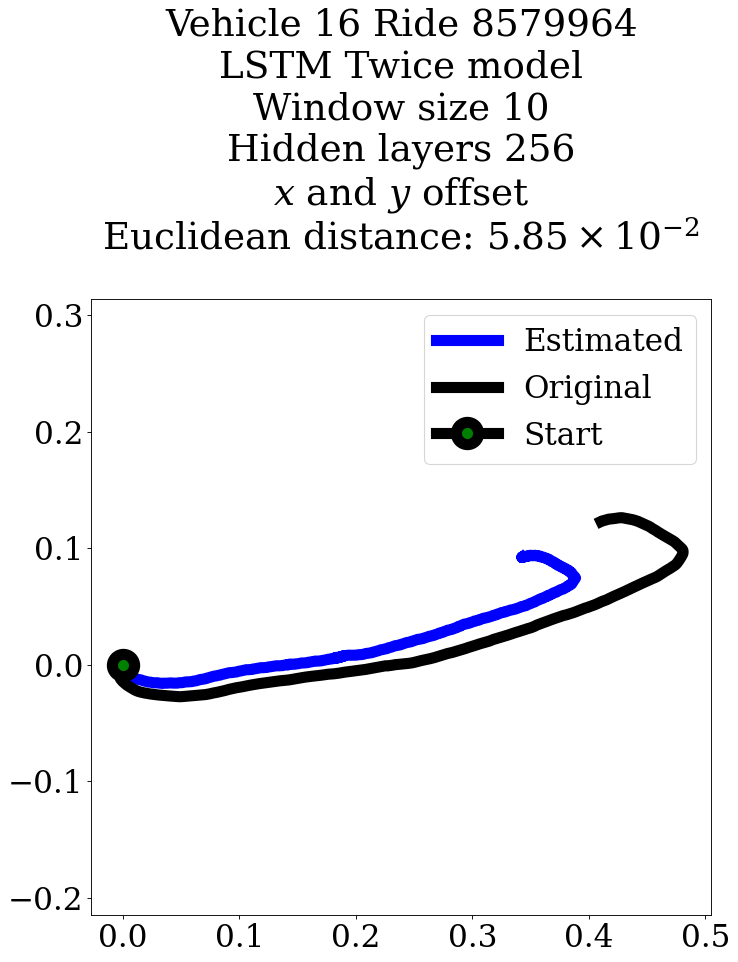 Vehicle 16 Ride 8579964
LSTM Twice model
Window size 10
Hidden layers 256
x and y offset
Euclidean distance: 5.85 × 10⁻²
0.3
0.2
0.1
0.0
−0.1
−0.2
Estimated
Original
Start
0.0 0.1 0.2 0.3 0.4 0.5